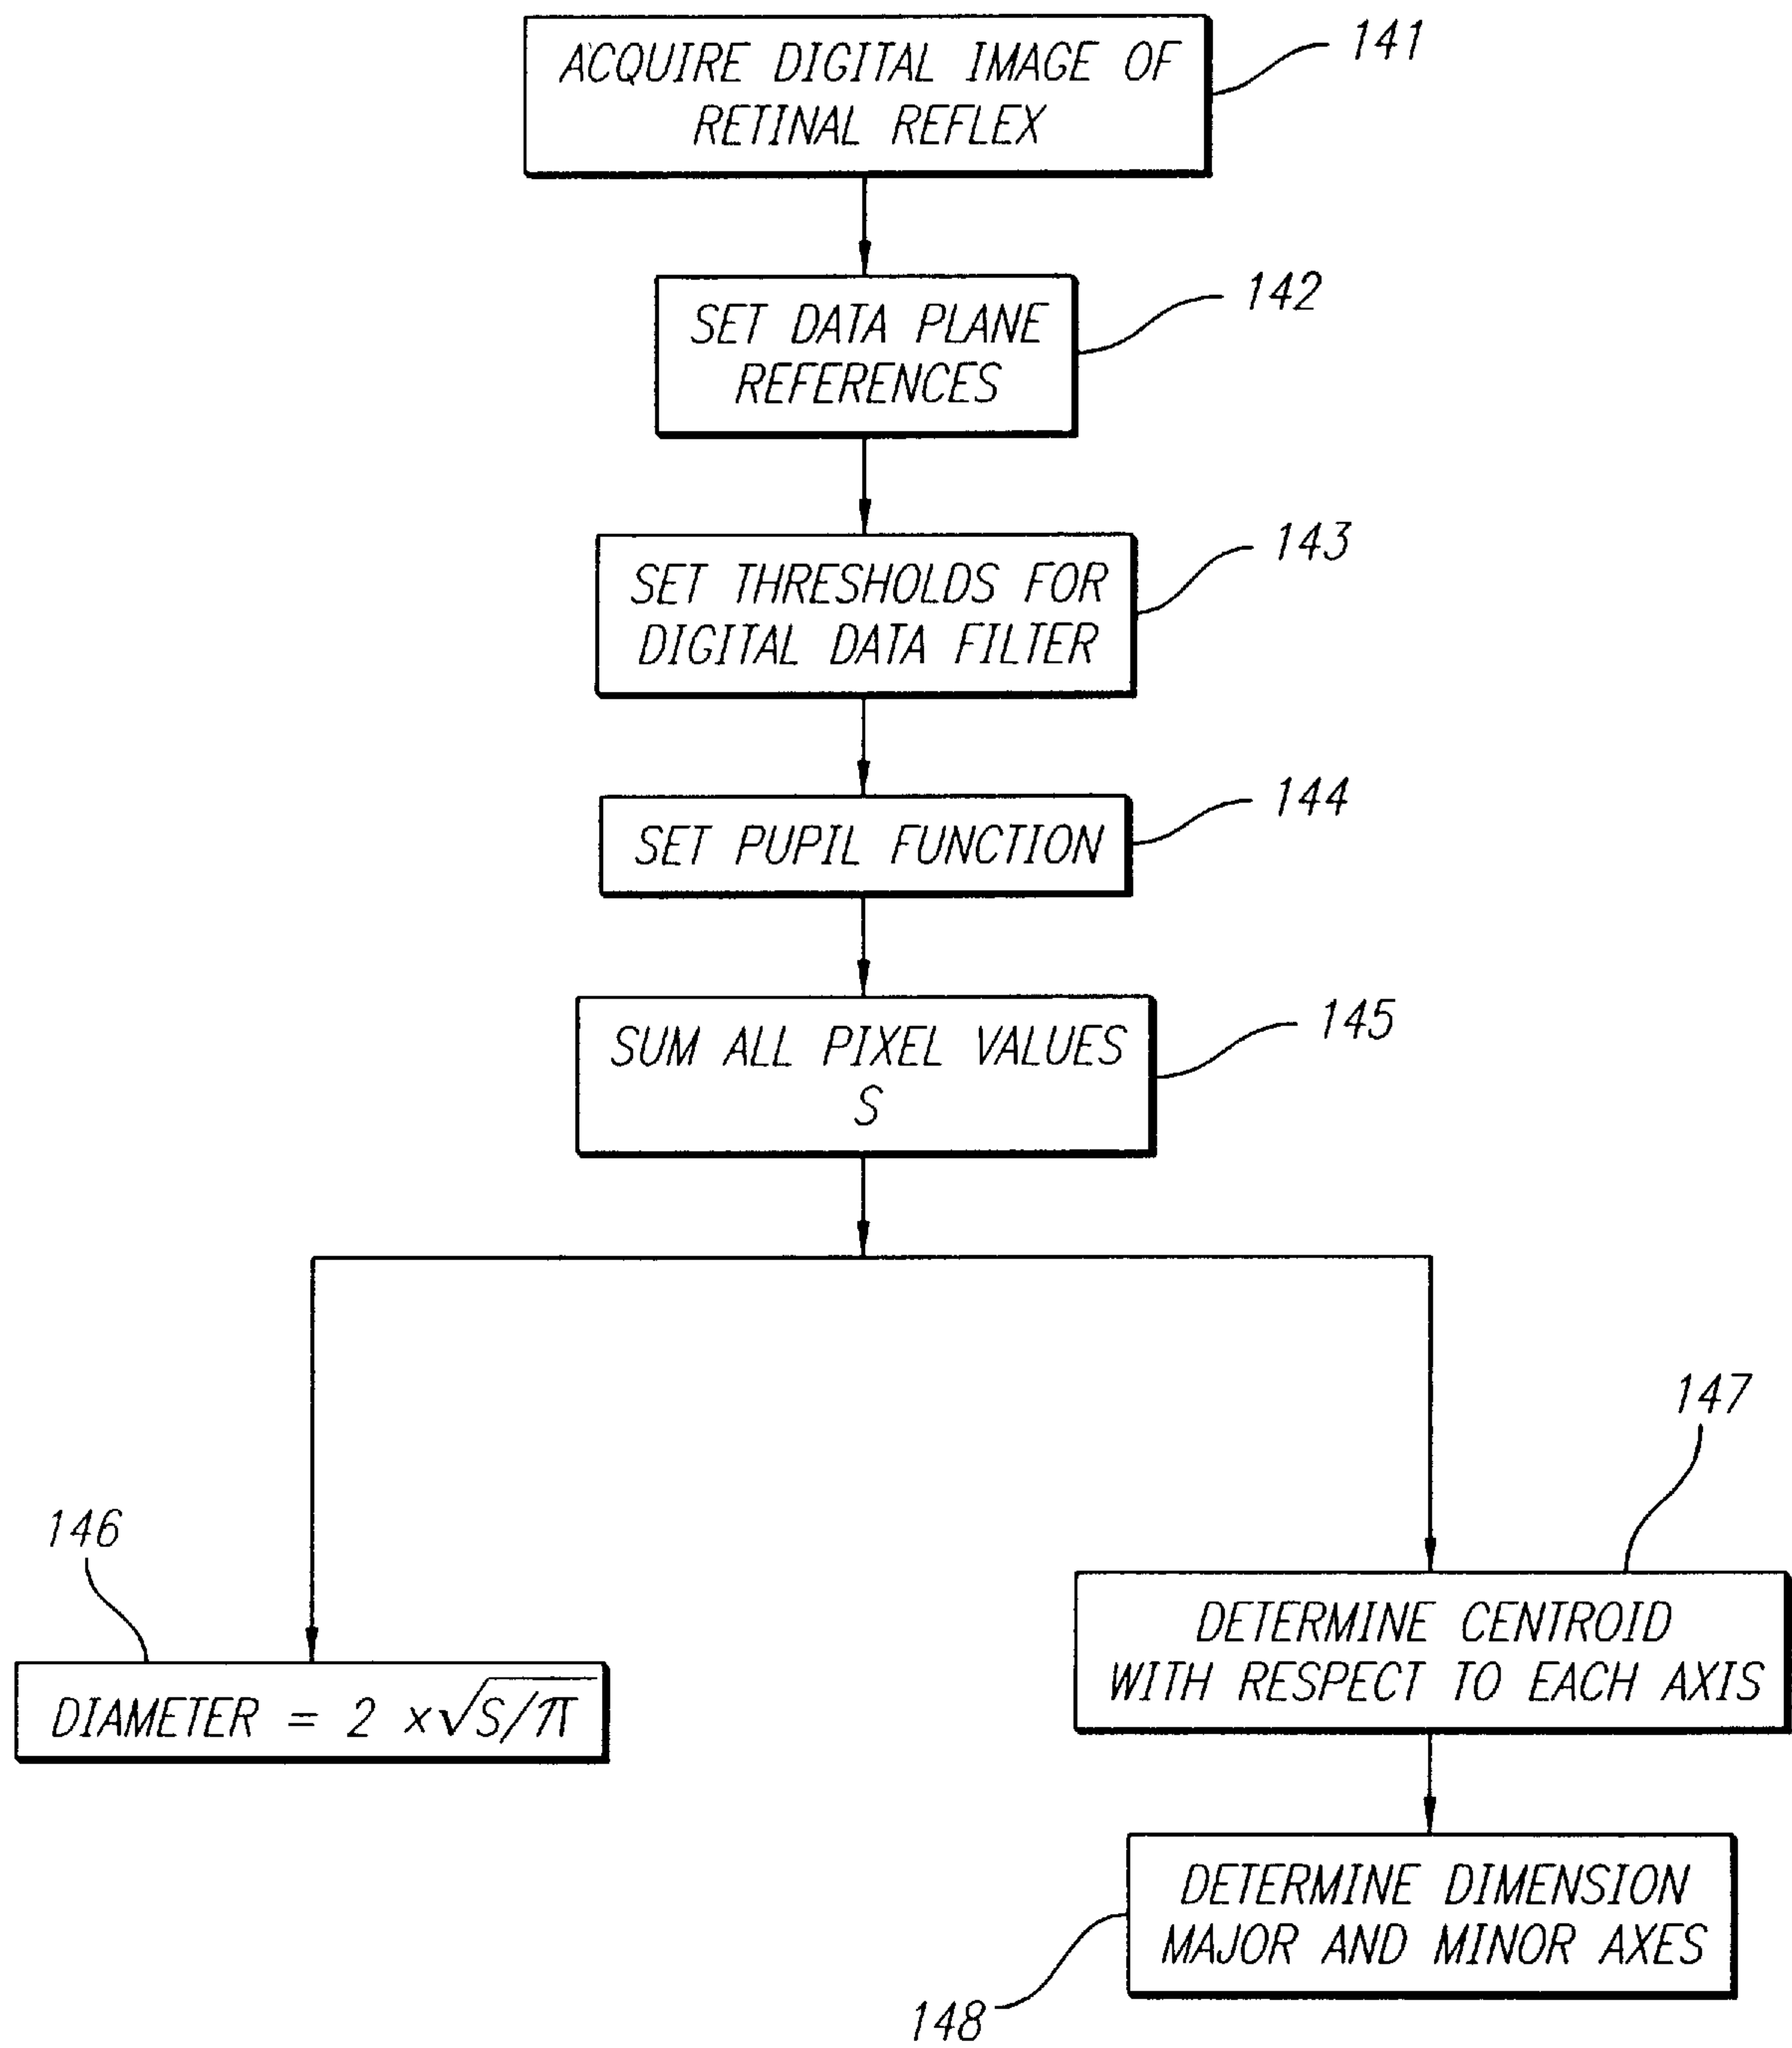 ACQUIRE DIGITAL IMAGE OF
RETINAL REFLEX
141
SET DATA PLANE
REFERENCES
142
SET THRESHOLDS FOR
DIGITAL DATA FILTER
143
SET PUPIL FUNCTION
144
SUM ALL PIXEL VALUES
S
145
146
DIAMETER = 2 ×√S/π
147
DETERMINE CENTROID
WITH RESPECT TO EACH AXIS
DETERMINE DIMENSION
MAJOR AND MINOR AXES
148